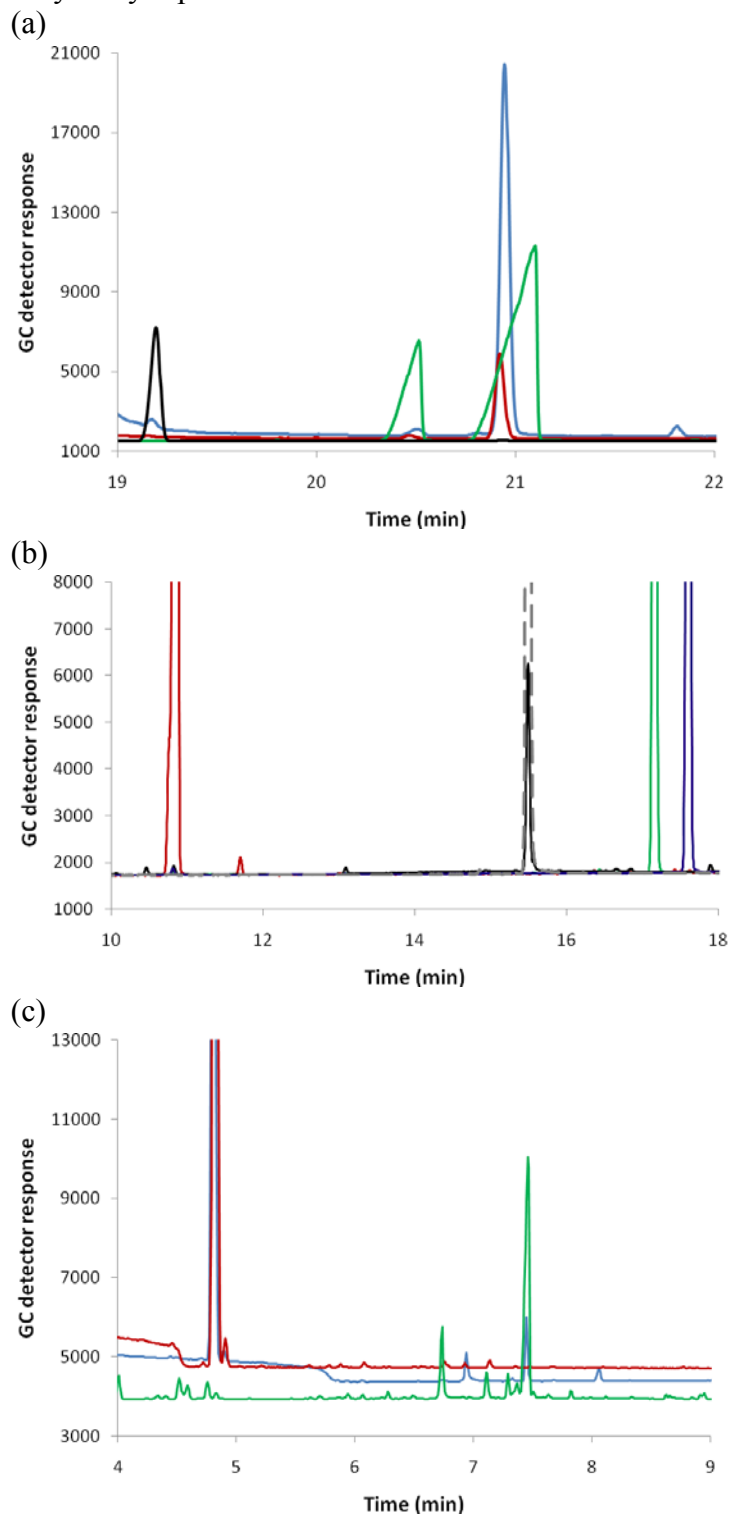 (a)
21000
17000
13000
9000
5000
1000
GC detector response
19 20 21 22
Time (min)
(b)
8000
7000
6000
5000
4000
3000
2000
1000
GC detector response
10 12 14 16 18
Time (min)
(c)
13000
11000
9000
7000
5000
3000
GC detector response
4 5 6 7 8 9
Time (min)